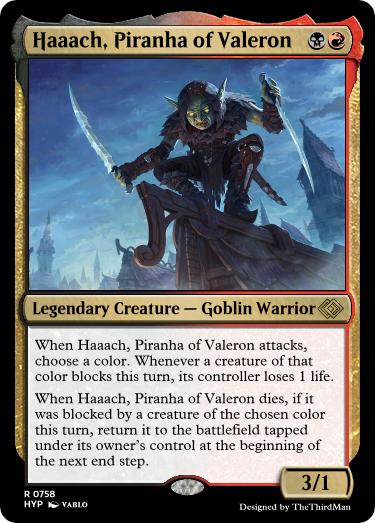 Haaach, Piranha of Valeron
Legendary Creature — Goblin Warrior
When Haaach, Piranha of Valeron attacks,
choose a color. Whenever a creature of that
color blocks this turn, its controller loses 1 life.
When Haaach, Piranha of Valeron dies, if it
was blocked by a creature of the chosen color
this turn, return it to the battlefield tapped
under its owner's control at the beginning of
the next end step.
3/1
R 0758
HYP VABLO
Designed by TheThirdMan